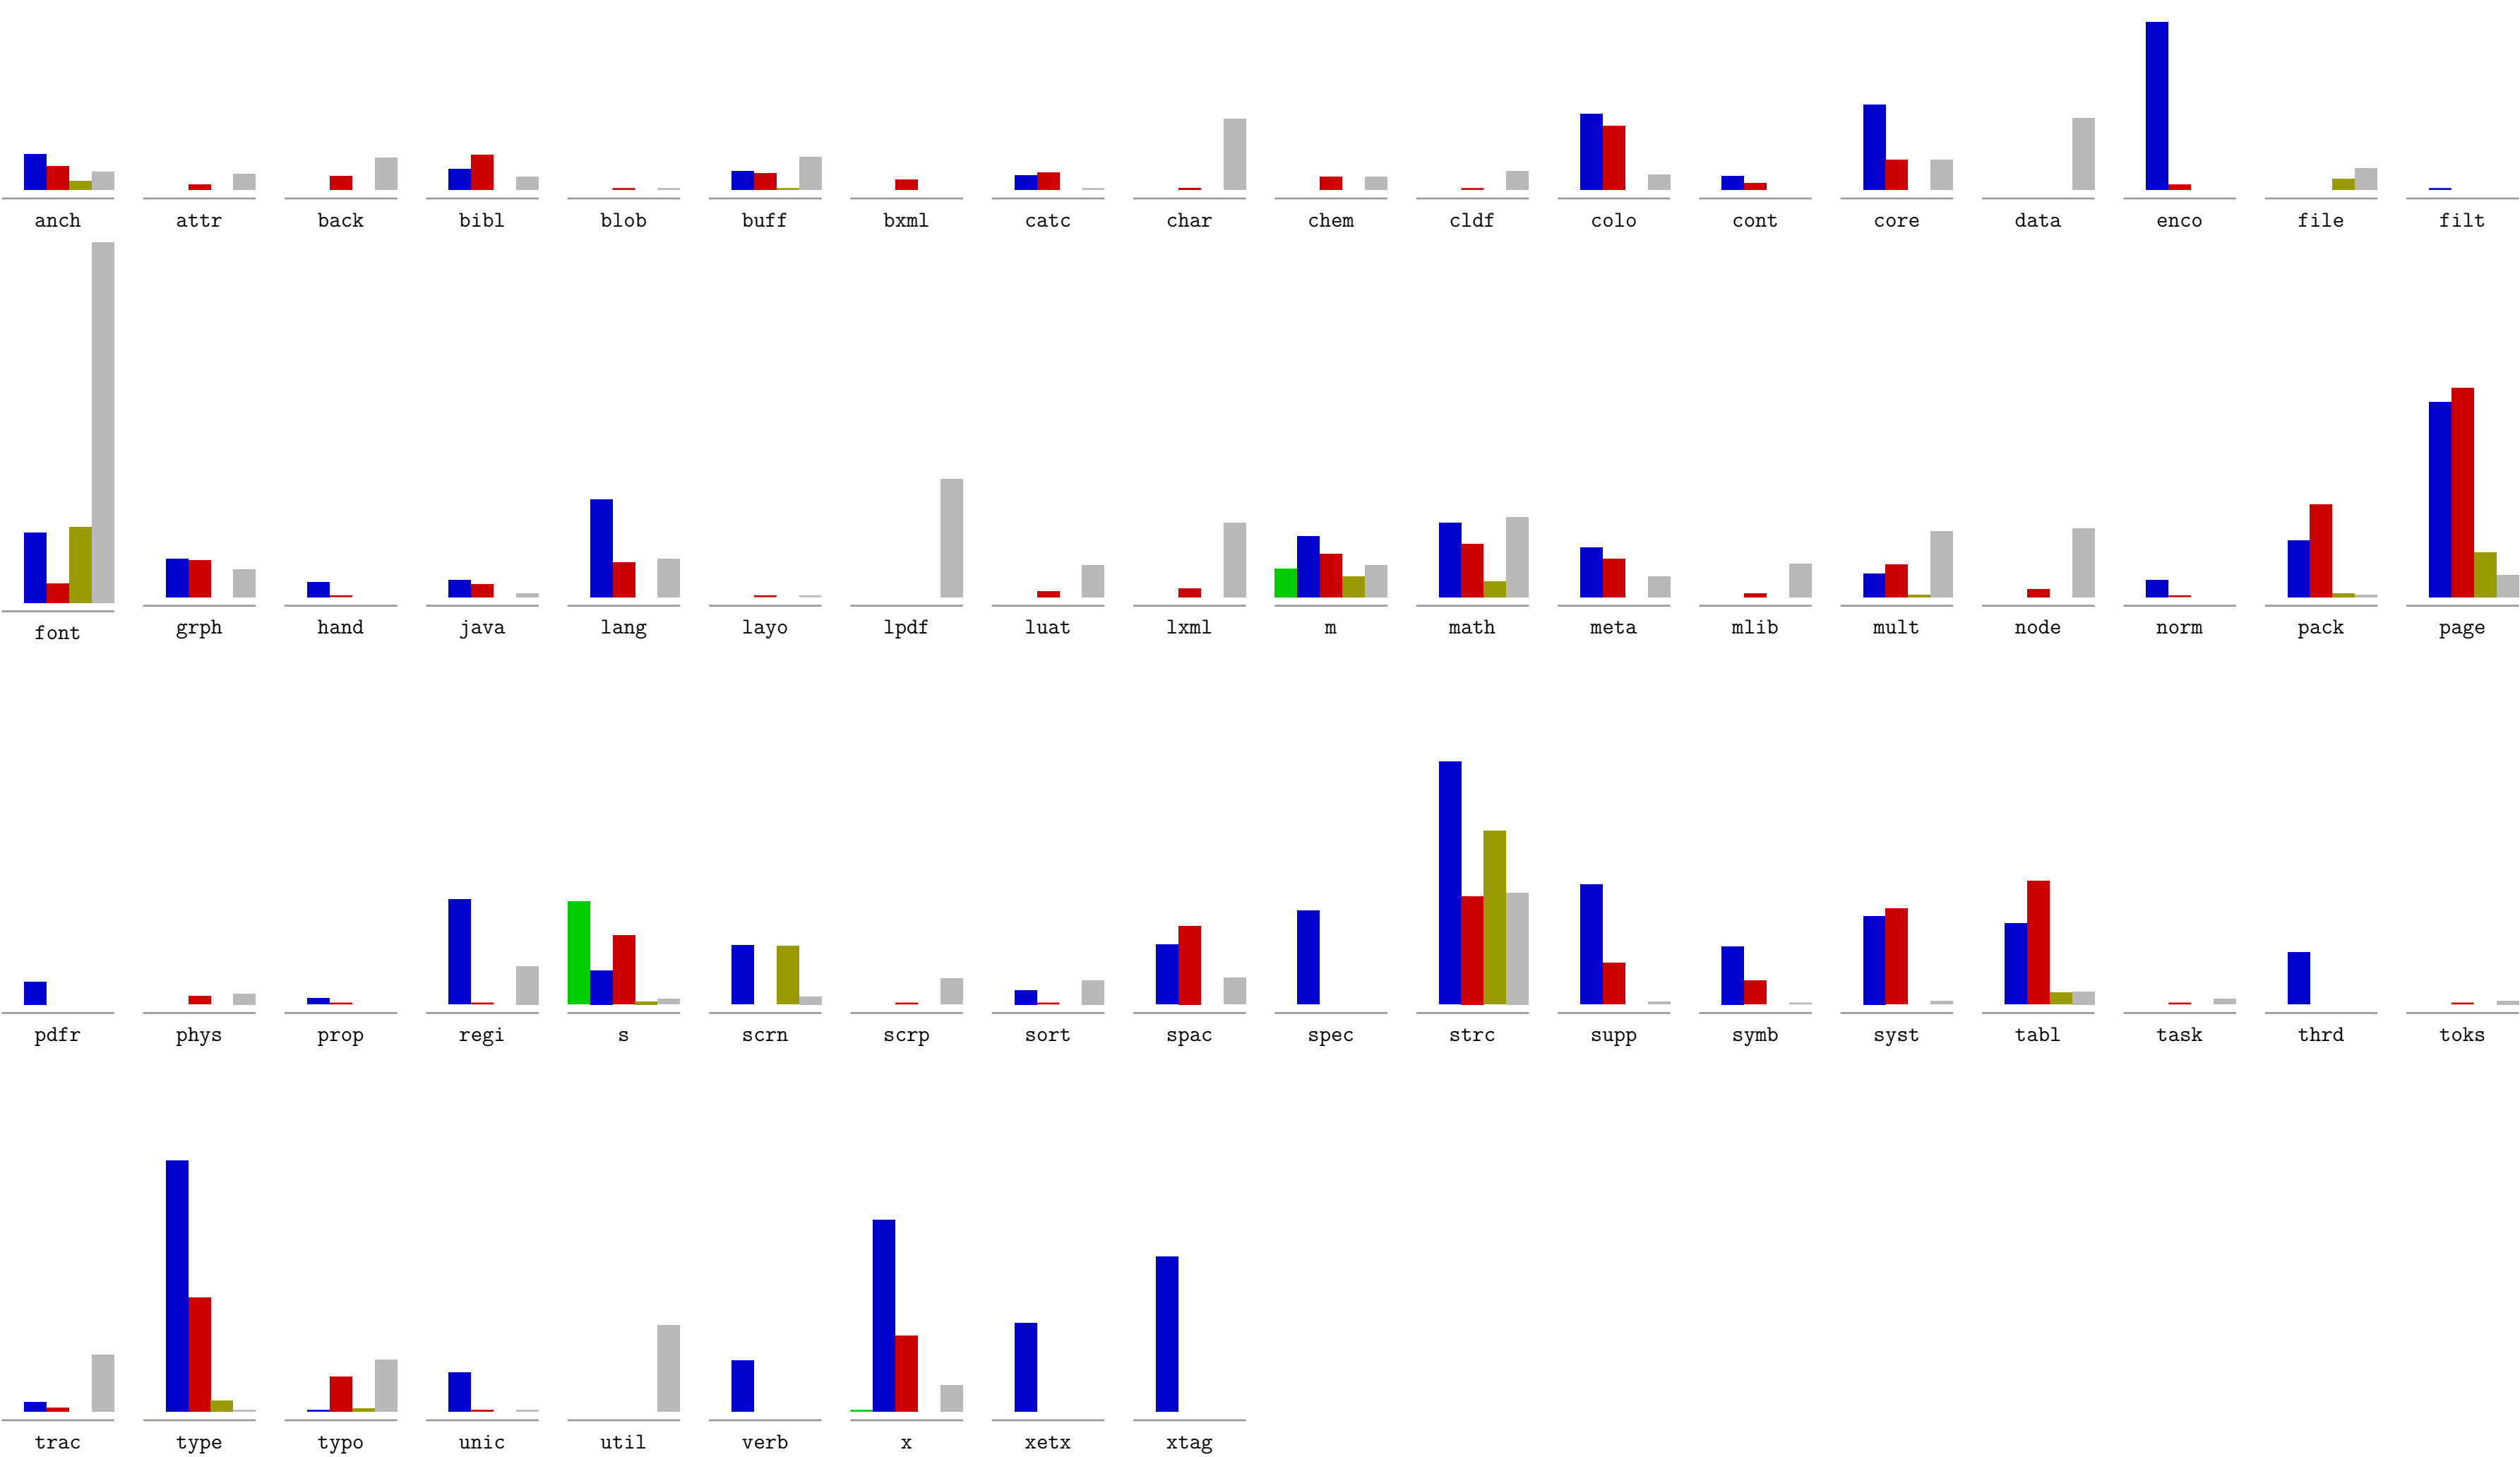 anch attr back bibl blob buff bxml catc char chem cldf colo cont core data enco file filt
font grph hand java lang layo lpdf luat lxml m math meta mlib mult node norm pack page
pdfr phys prop regi s scrn scrp sort spac spec strc supp symb syst tabl task thrd toks
trac type typo unic util verb x xetx xtag